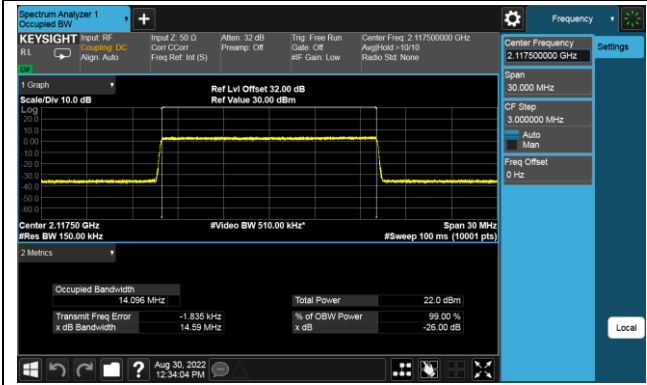 Spectrum Analyzer 1
Occupied BW
+
Frequency
KEYSIGHT Input: RF Input Z: 50 Ω Atten: 32 dB Trig: Free Run Center Freq: 2.117500000 GHz
RL Coupling: DC Corr CCorr Preamp: Off Gate: Off Avg|Hold:>10/10
Align: Auto Freq Ref: Int (S) #IF Gain: Low Radio Std: None
Center Frequency
2.117500000 GHz
Settings
Span
30.000 MHz
CF Step
3.000000 MHz
Auto
Man
Freq Offset
0 Hz
1 Graph
Scale/Div 10.0 dB
Ref Lvl Offset 32.00 dB
Ref Value 30.00 dBm
Log
20.0
10.0
0.00
-10.0
-20.0
-30.0
-40.0
-50.0
-60.0
Center 2.11750 GHz #Video BW 510.00 kHz* Span 30 MHz
#Res BW 150.00 kHz #Sweep 100 ms (10001 pts)
2 Metrics
Occupied Bandwidth
14.096 MHz Total Power 22.0 dBm
Transmit Freq Error -1.835 kHz % of OBW Power 99.00 %
x dB Bandwidth 14.59 MHz x dB -26.00 dB
Local
? Aug 30, 2022
12:34:04 PM